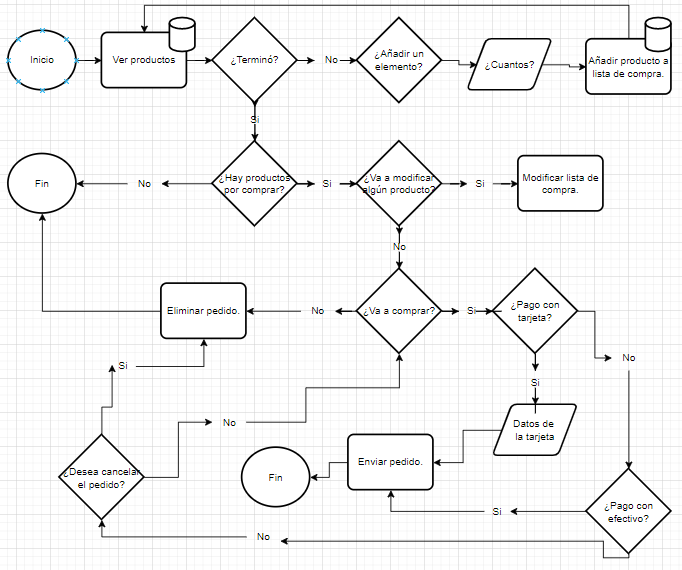 Inicio
Ver productos
¿Terminó?
No
¿Añadir un
elemento?
¿Cuantos?
Añadir producto a
lista de compra.
Si
Fin
No
¿Hay productos
por comprar?
Si
¿Va a modificar
algún producto?
Si
Modificar lista de
compra.
No
Eliminar pedido.
No
¿Va a comprar?
Si
¿Pago con
tarjeta?
No
Si
Si
Datos de
la tarjeta
No
¿Desea cancelar
el pedido?
Fin
Enviar pedido.
Si
¿Pago con
efectivo?
No